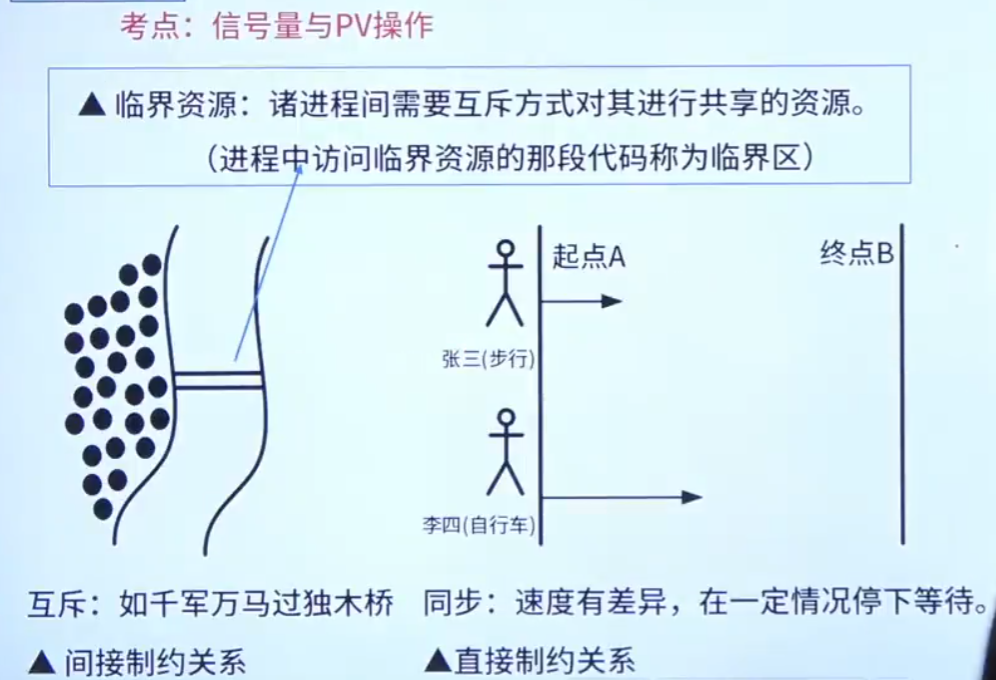 考点：信号量与PV操作
▲ 临界资源：诸进程间需要互斥方式对其进行共享的资源。
（进程中访问临界资源的那段代码称为临界区）
起点A
终点B
张三(步行)
李四(自行车)
互斥：如千军万马过独木桥
同步：速度有差异，在一定情况停下等待。
▲ 间接制约关系
▲直接制约关系